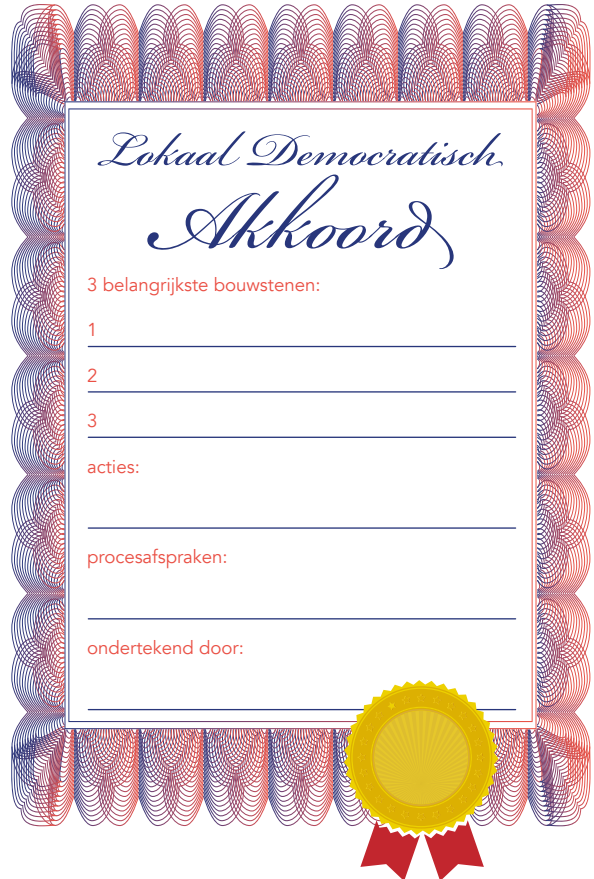 Lokaal Democratisch
Akkoord
3 belangrijkste bouwstenen:
1
2
3
acties:
procesafspraken:
ondertekend door: